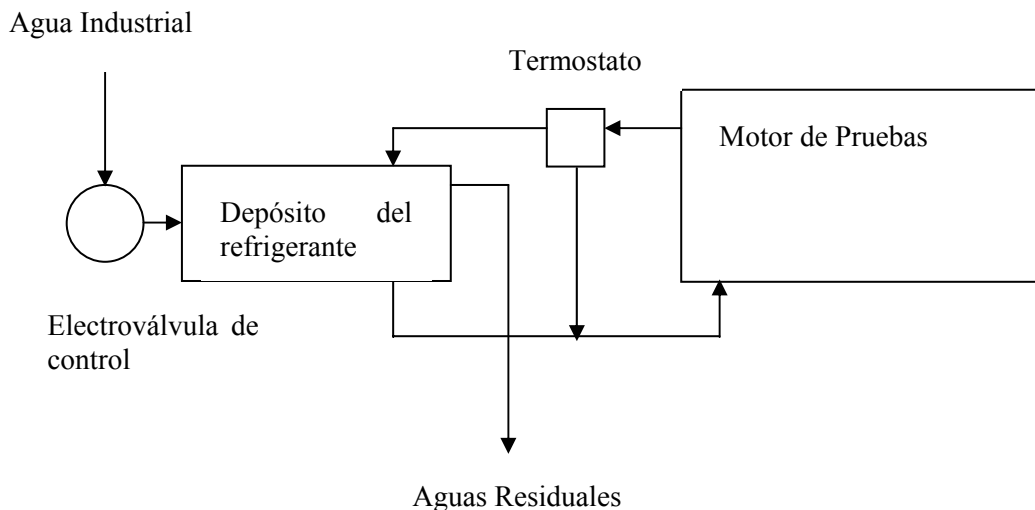 Agua Industrial
Termostato
Motor de Pruebas
Depósito del
refrigerante
Electroválvula de
control
Aguas Residuales